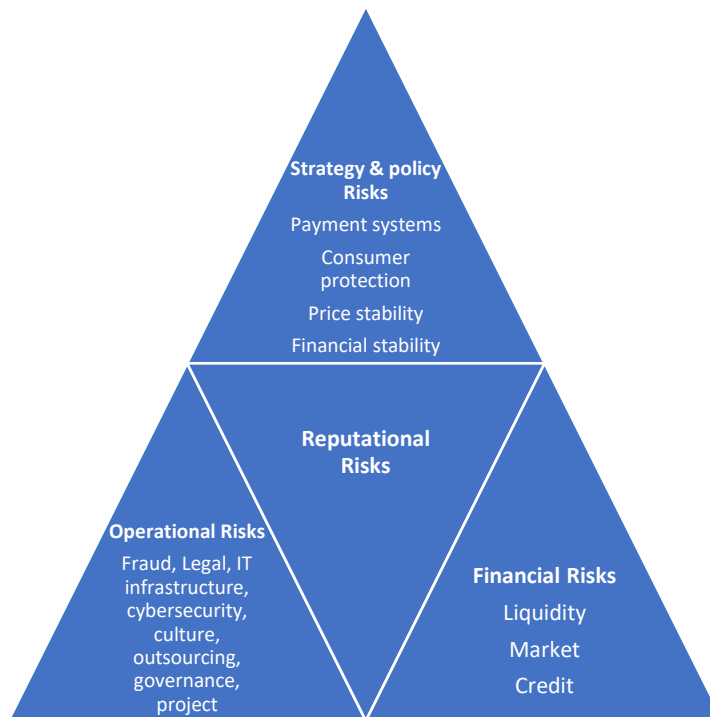 Strategy & policy
Risks
Payment systems
Consumer
protection
Price stability
Financial stability
Reputational
Risks
Operational Risks
Fraud, Legal, IT
infrastructure,
cybersecurity,
culture,
outsourcing,
governance,
project
Financial Risks
Liquidity
Market
Credit